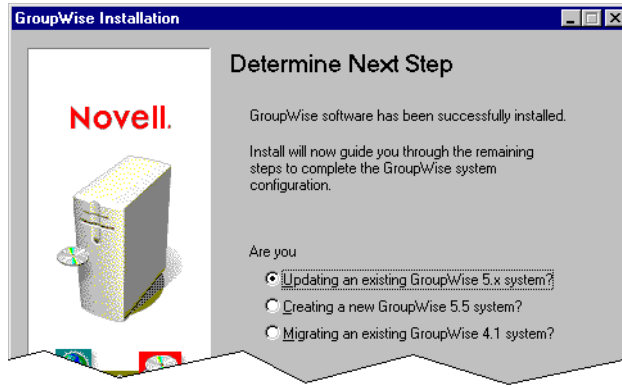 GroupWise Installation
Novell.
Determine Next Step
GroupWise software has been successfully installed.
Install will now guide you through the remaining
steps to complete the GroupWise system
configuration.
Are you
Updating an existing GroupWise 5.x system?
Creating a new GroupWise 5.5 system?
Migrating an existing GroupWise 4.1 system?